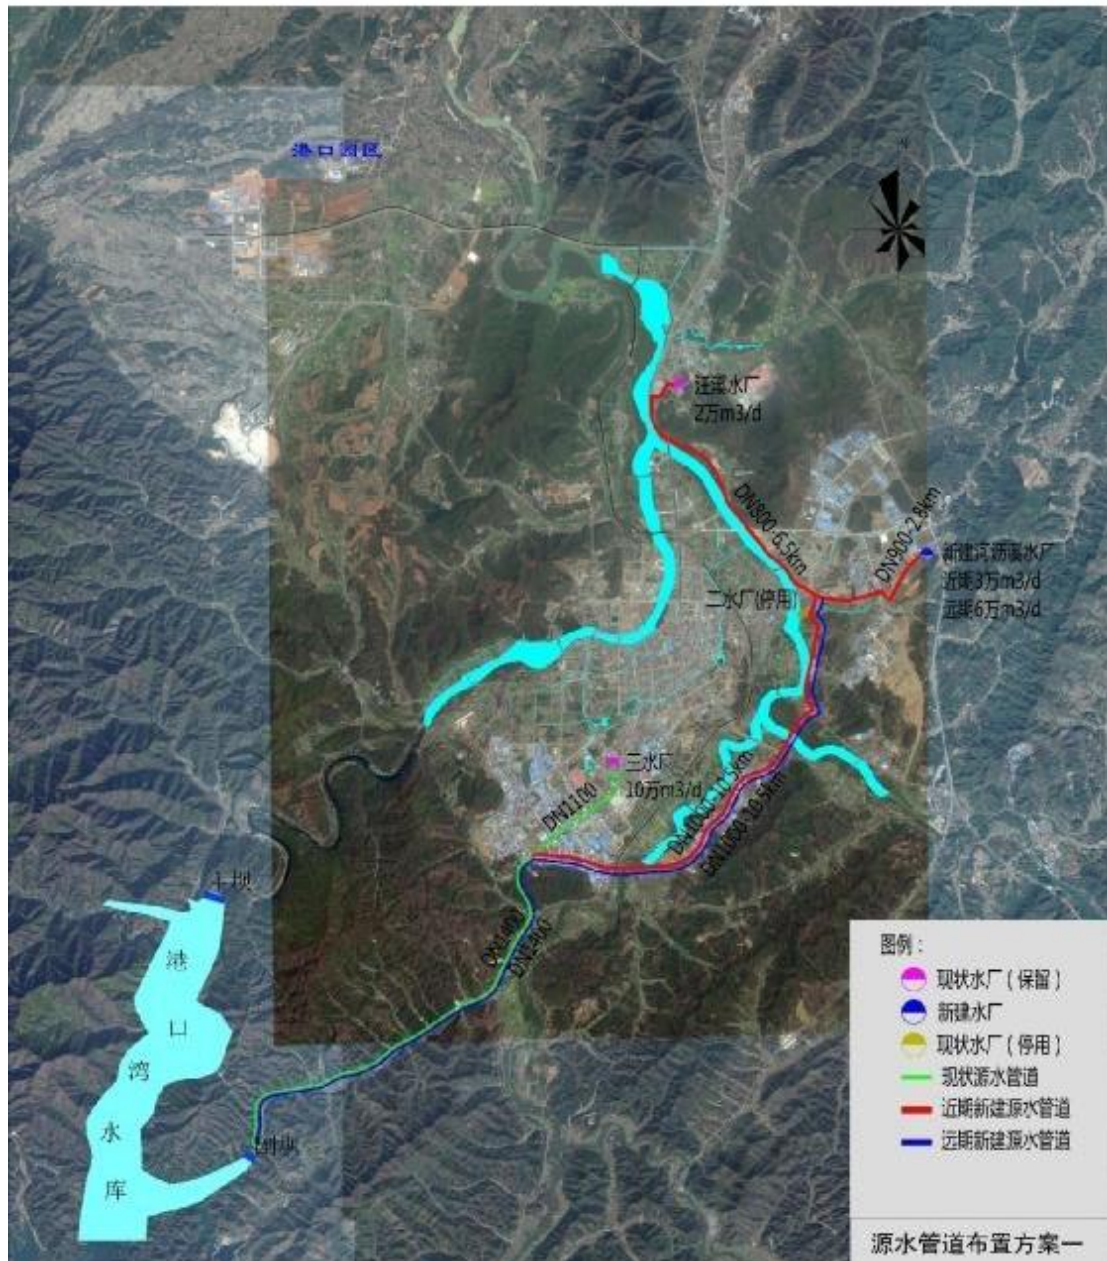 港口园区
汪溪水厂
2万m3/d
DN800-6.5km
DN900-2.8km
新建河沥溪水厂
近期3万m3/d
远期6万m3/d
二水厂(停用)
三水厂
10万m3/d
DN1100
DN1000-10.5km
DN1000-10.5km
DN1400
DN1400
主坝
港
口
湾
水
库
副坝
图例：
现状水厂（保留）
新建水厂
现状水厂（停用）
现状源水管道
近期新建源水管道
远期新建源水管道
源水管道布置方案一